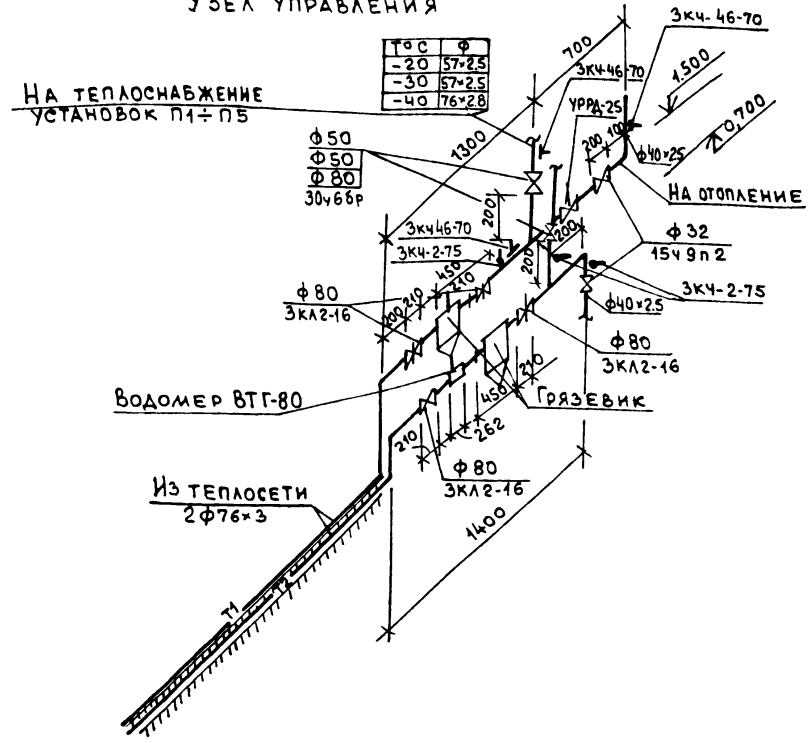 УЗЕЛ УПРАВЛЕНИЯ
Т°С Ф
-20 57×2.5
-30 57×2.5
-40 76×2.8
700
3КЧ-46-70
3КЧ-46-70
1.500
УРРД-25
0,700
НА ТЕПЛОСНАБЖЕНИЕ
УСТАНОВОК П1÷П5
1300
Ф50
Ф50
Ф80
30ч6бр
200 100
Ф40×25
НА ОТОПЛЕНИЕ
200
3КЧ46-70
3КЧ-2-75
200
200
Ф32
15ч9п2
450
210
200 210
Ф80
3КЛ2-16
3КЧ-2-75
Ф40×2.5
Ф80
3КЛ2-16
ВОДОМЕР ВТГ-80
210
450
ГРЯЗЕВИК
262
210
Ф80
3КЛ2-16
ИЗ ТЕПЛОСЕТИ
2Ф76×3
1400
Т1
Т2